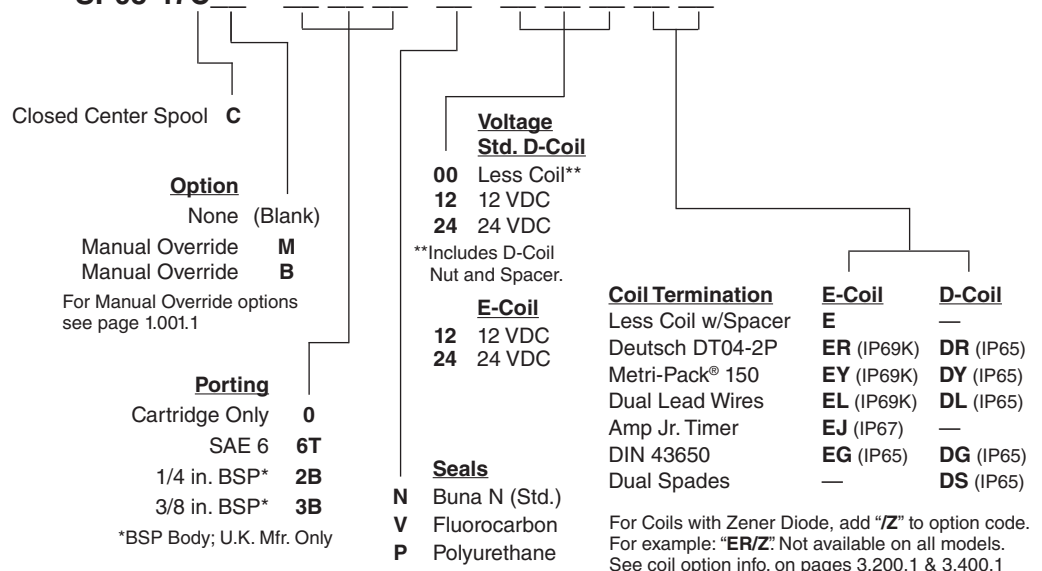 Closed Center Spool C
Option
None (Blank)
Manual Override M
Manual Override B
For Manual Override options
see page 1.001.1
Porting
Cartridge Only 0
SAE 6 6T
1/4 in. BSP* 2B
3/8 in. BSP* 3B
*BSP Body; U.K. Mfr. Only
Seals
N Buna N (Std.)
V Fluorocarbon
P Polyurethane
Voltage
Std. D-Coil
00 Less Coil**
12 12 VDC
24 24 VDC
**Includes D-Coil
Nut and Spacer.
E-Coil
12 12 VDC
24 24 VDC
Coil Termination E-Coil D-Coil
Less Coil w/Spacer E —
Deutsch DT04-2P ER (IP69K) DR (IP65)
Metri-Pack® 150 EY (IP69K) DY (IP65)
Dual Lead Wires EL (IP69K) DL (IP65)
Amp Jr. Timer EJ (IP67) —
DIN 43650 EG (IP65) DG (IP65)
Dual Spades — DS (IP65)
For Coils with Zener Diode, add “/Z” to option code.
For example: “ER/Z”. Not available on all models.
See coil option info. on pages 3.200.1 & 3.400.1